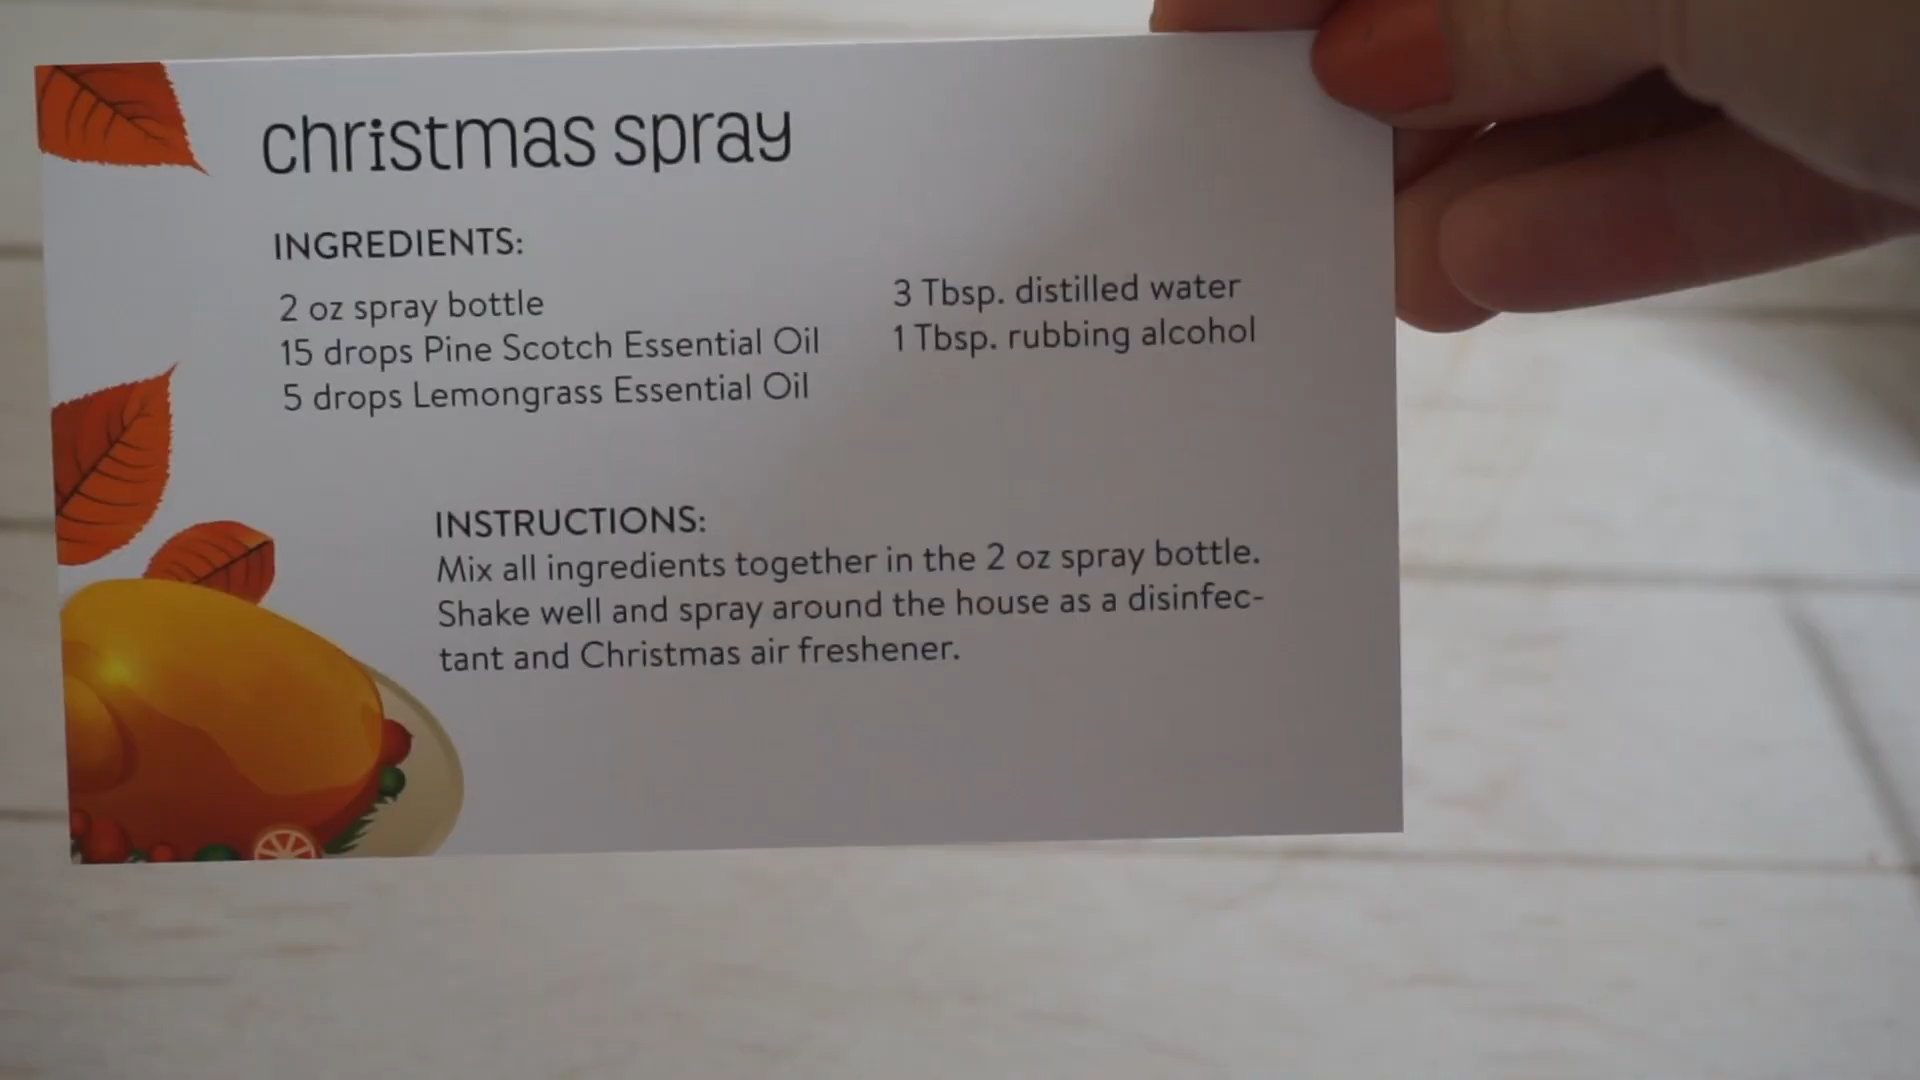 christmas spray
INGREDIENTS:
2 oz spray bottle
15 drops Pine Scotch Essential Oil
5 drops Lemongrass Essential Oil
3 Tbsp. distilled water
1 Tbsp. rubbing alcohol
INSTRUCTIONS:
Mix all ingredients together in the 2 oz spray bottle.
Shake well and spray around the house as a disinfec-
tant and Christmas air freshener.